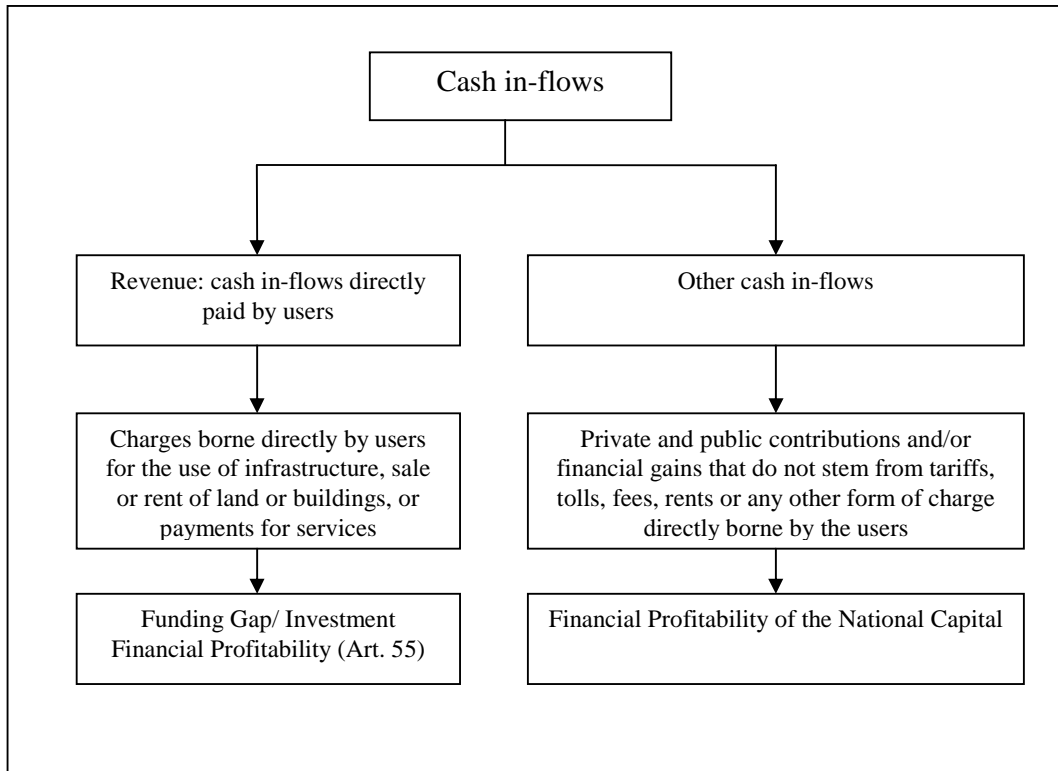 Cash in-flows
Revenue: cash in-flows directly
paid by users
Other cash in-flows
Charges borne directly by users
for the use of infrastructure, sale
or rent of land or buildings, or
payments for services
Private and public contributions and/or
financial gains that do not stem from tariffs,
tolls, fees, rents or any other form of charge
directly borne by the users
Funding Gap/ Investment
Financial Profitability (Art. 55)
Financial Profitability of the National Capital